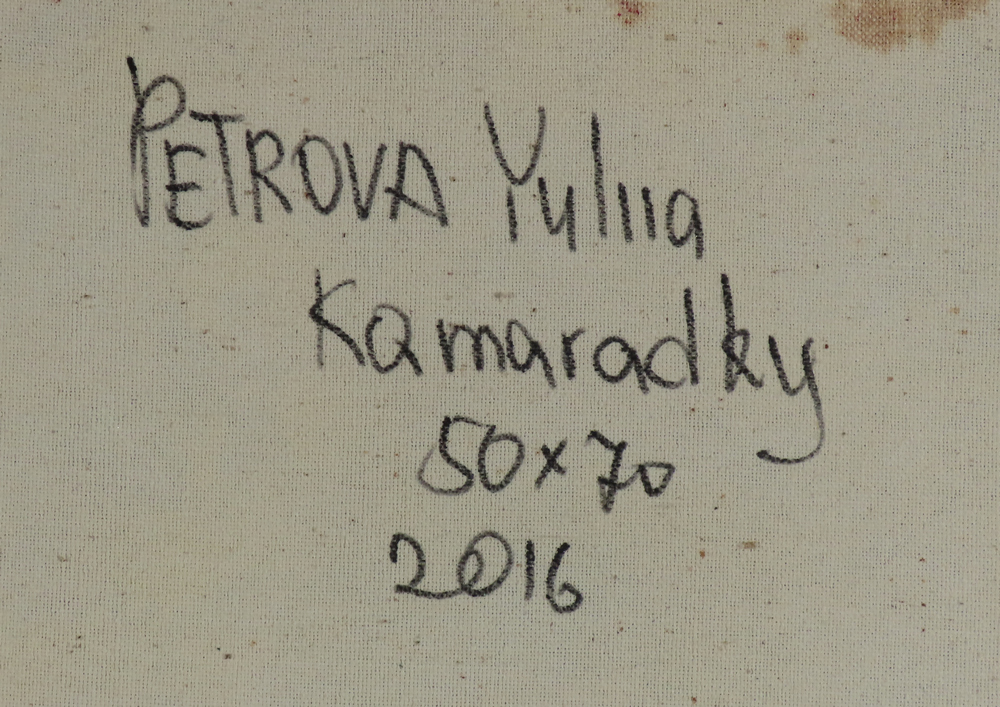 PETROVA Yuliia
Kamaradky
50x70
2016